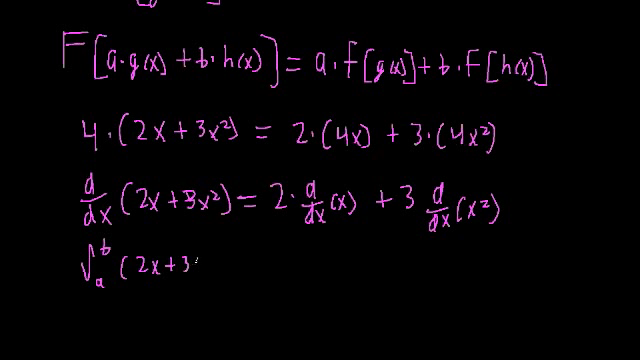 F[a·g(x) + b·h(x)] = a·F[g(x)] + b·F[h(x)]
4·(2x + 3x²) = 2·(4x) + 3·(4x²)
d/dx (2x + 3x²) = 2·d/dx (x) + 3 d/dx (x²)
∫ₐᵇ (2x + 3